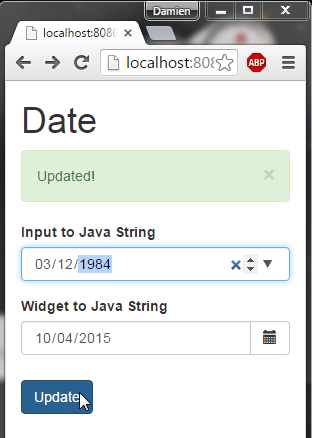 Damien
localhost:808
localhost:808
ABP
Date
Updated!
×
Input to Java String
03/12/1984
Widget to Java String
10/04/2015
Update